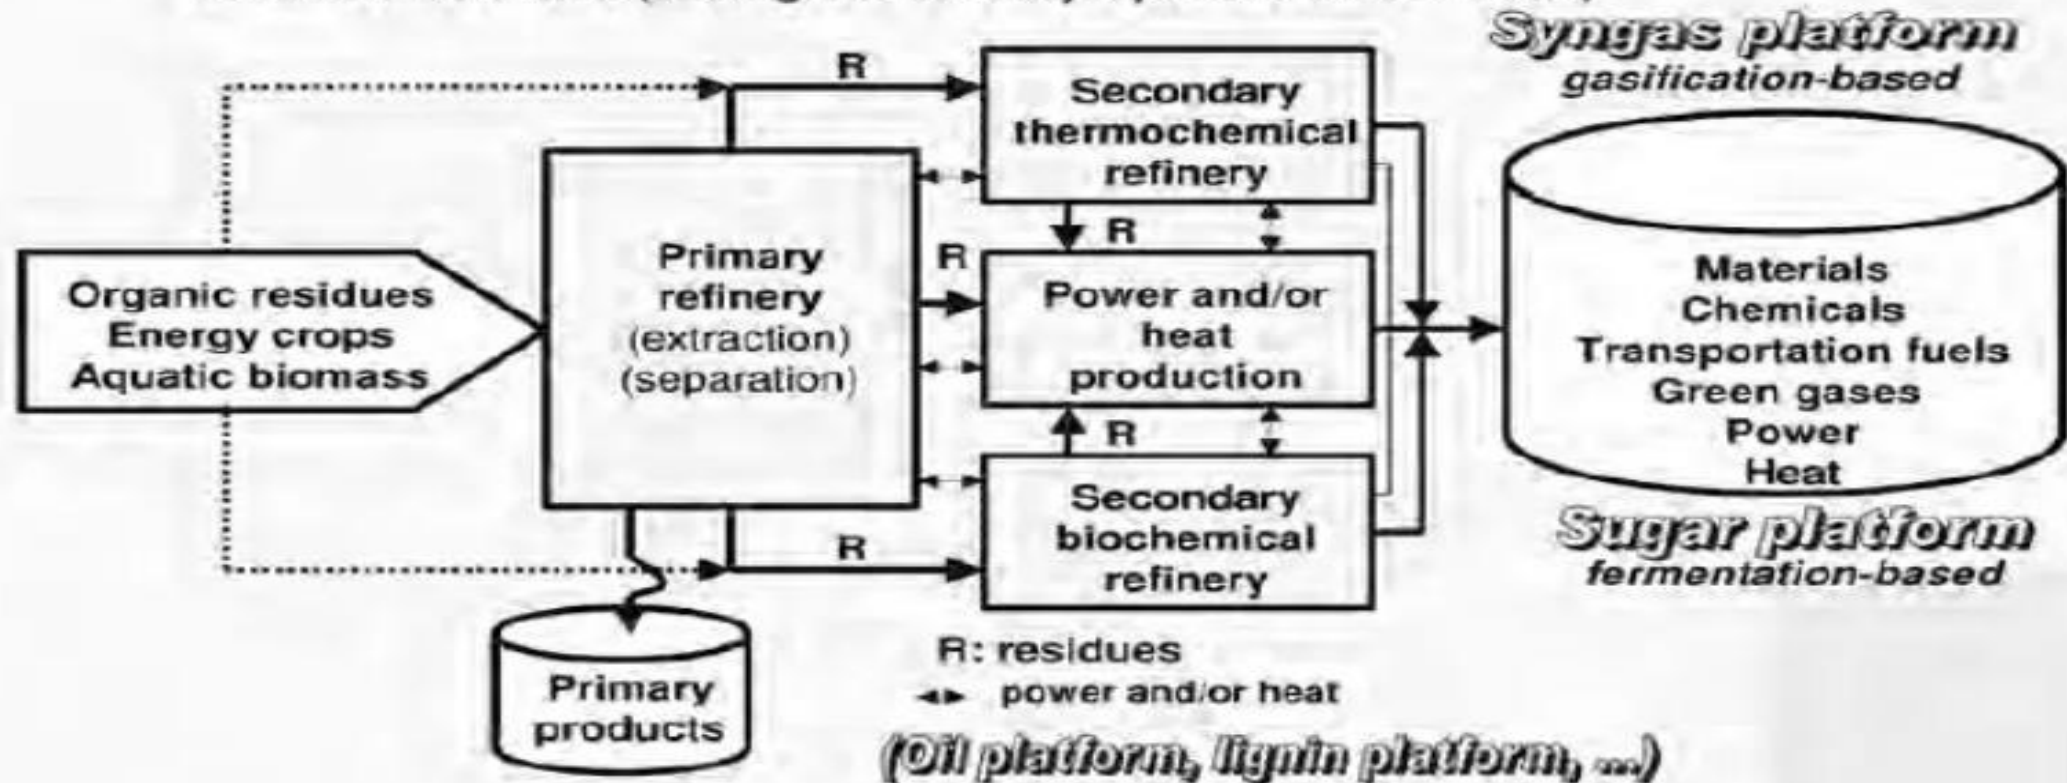 Syngas platform
gasification-based
R
Secondary
thermochemical
refinery
R
Organic residues
Energy crops
Aquatic biomass
Primary
refinery
(extraction)
(separation)
R
Power and/or
heat
production
Materials
Chemicals
Transportation fuels
Green gases
Power
Heat
R
Secondary
biochemical
refinery
R
Sugar platform
fermentation-based
Primary
products
R: residues
power and/or heat
(Oil platform, lignin platform, ...)